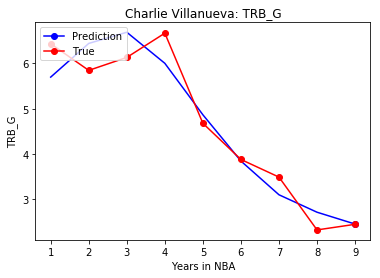 Charlie Villanueva: TRB_G
Prediction
True
6
5
4
3
TRB_G
1 2 3 4 5 6 7 8 9
Years in NBA